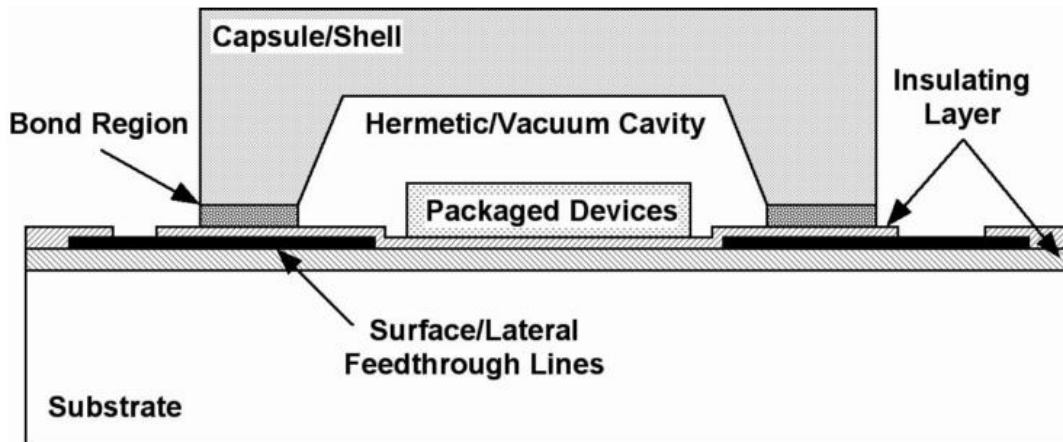 Capsule/Shell
Bond Region
Hermetic/Vacuum Cavity
Insulating
Layer
Packaged Devices
Surface/Lateral
Feedthrough Lines
Substrate